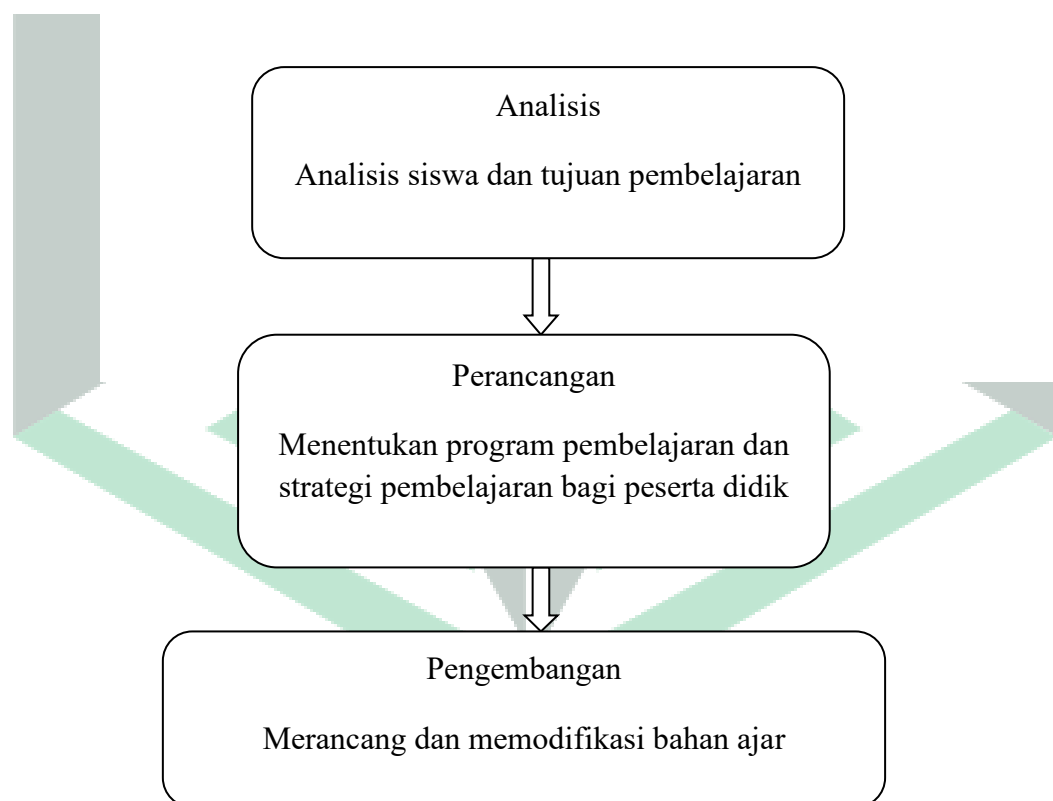 Analisis
Analisis siswa dan tujuan pembelajaran
Perancangan
Menentukan program pembelajaran dan
strategi pembelajaran bagi peserta didik
Pengembangan
Merancang dan memodifikasi bahan ajar